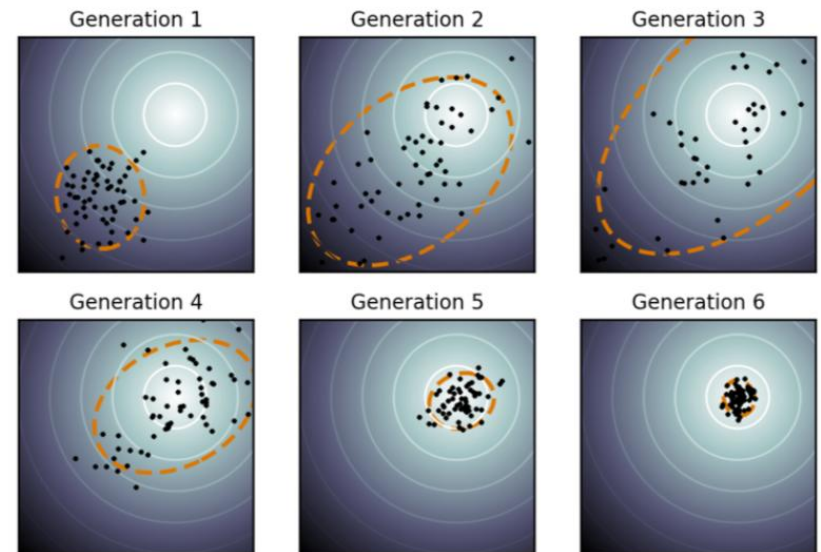 Generation 1
Generation 2
Generation 3
Generation 4
Generation 5
Generation 6